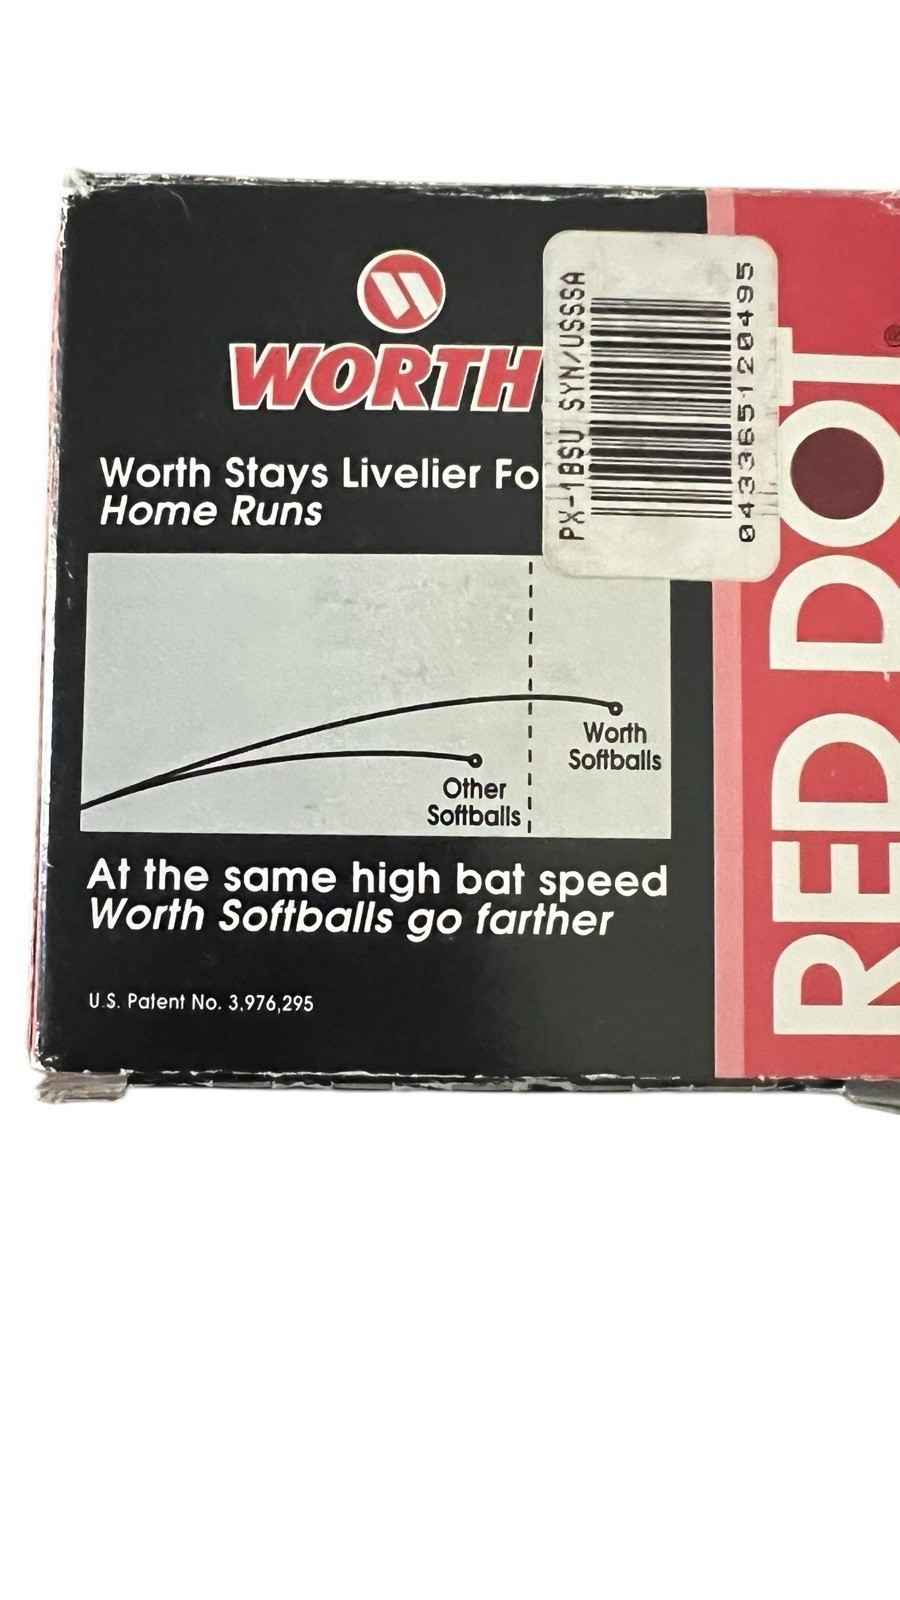 WORTH
Worth Stays Livelier Fo
Home Runs
Worth
Softballs
Other
Softballs
At the same high bat speed
Worth Softballs go farther
U.S. Patent No. 3,976,295
PX-1BSU SYN/USSSA
043365120495
RED DOT